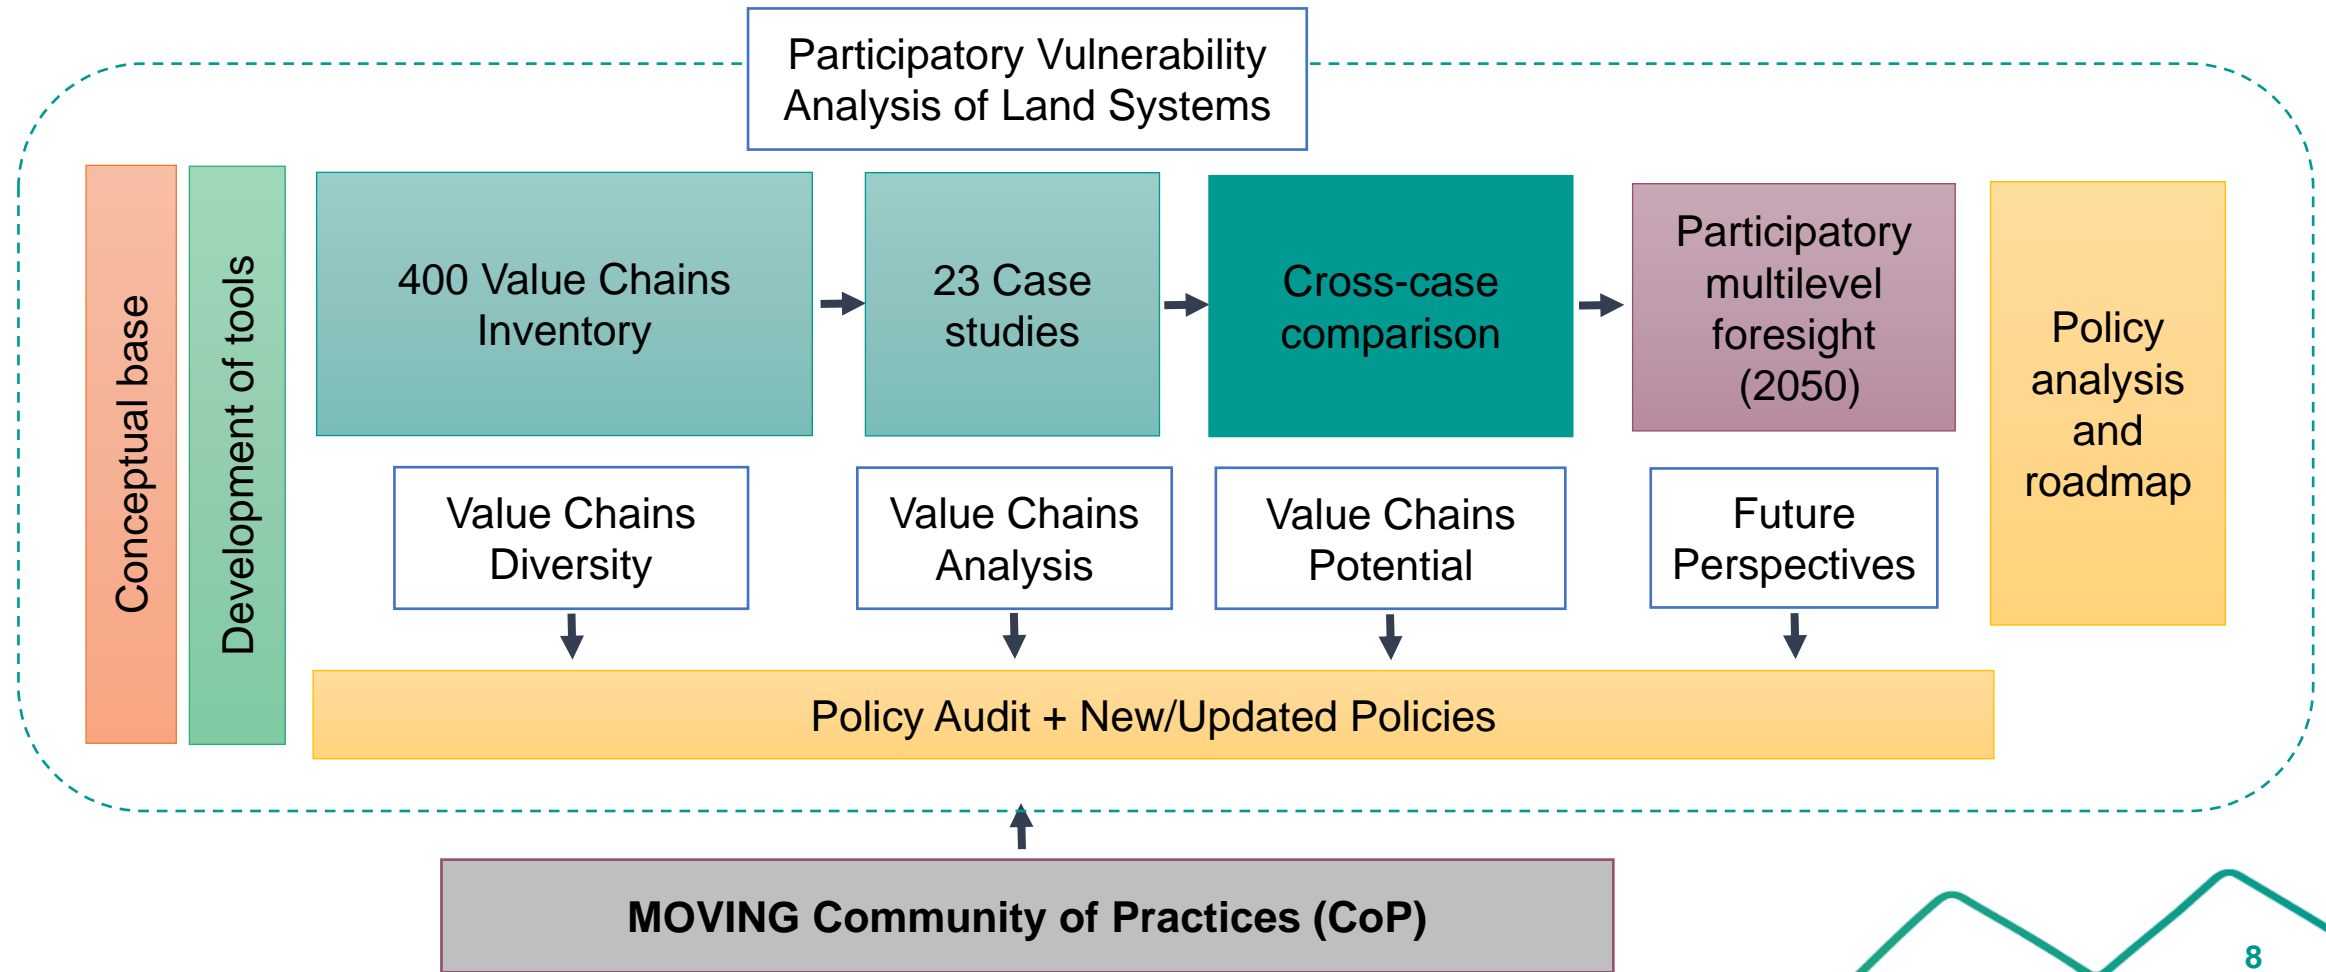 Participatory Vulnerability
Analysis of Land Systems
Conceptual base
Development of tools
400 Value Chains
Inventory
23 Case
studies
Cross-case
comparison
Participatory
multilevel
foresight
(2050)
Policy
analysis
and
roadmap
Value Chains
Diversity
Value Chains
Analysis
Value Chains
Potential
Future
Perspectives
Policy Audit + New/Updated Policies
MOVING Community of Practices (CoP)
8